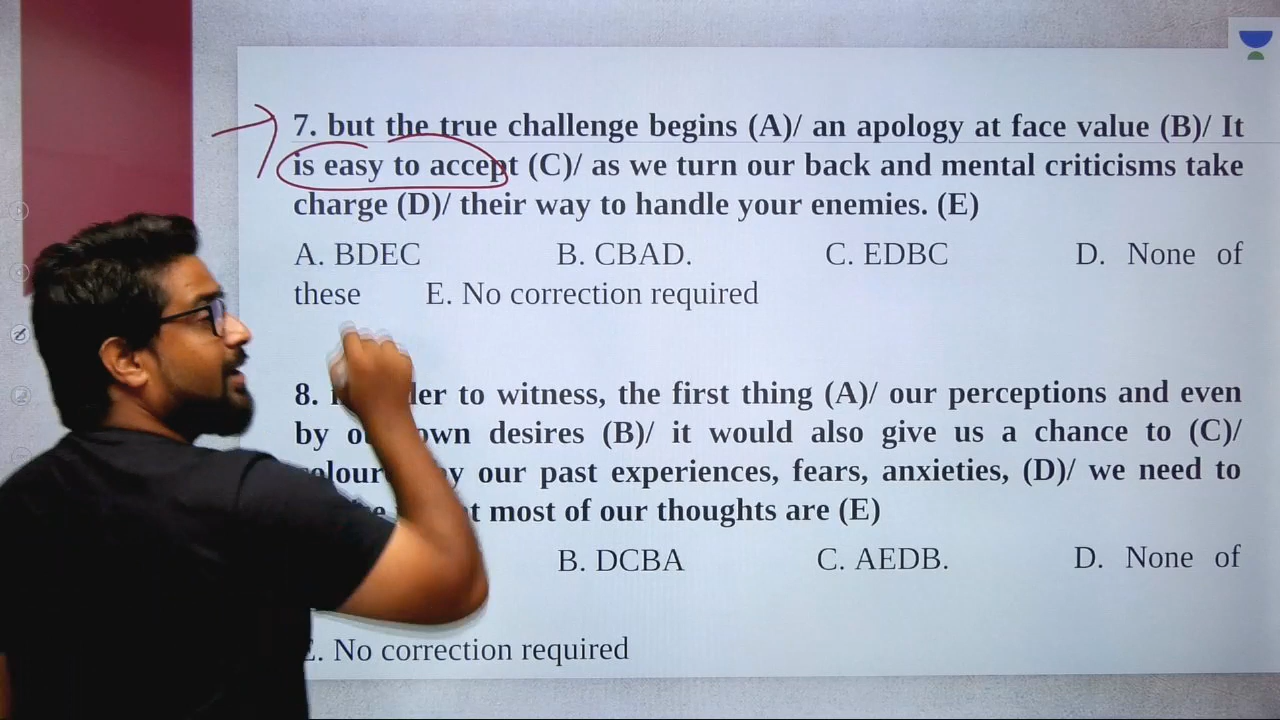 7. but the true challenge begins (A)/ an apology at face value (B)/ It
is easy to accept (C)/ as we turn our back and mental criticisms take
charge (D)/ their way to handle your enemies. (E)
A. BDEC B. CBAD. C. EDBC D. None of
these E. No correction required
8. to witness, the first thing (A)/ our perceptions and even
by own desires (B)/ it would also give us a chance to (C)/
by our past experiences, fears, anxieties, (D)/ we need to
most of our thoughts are (E)
B. DCBA C. AEDB. D. None of
E. No correction required